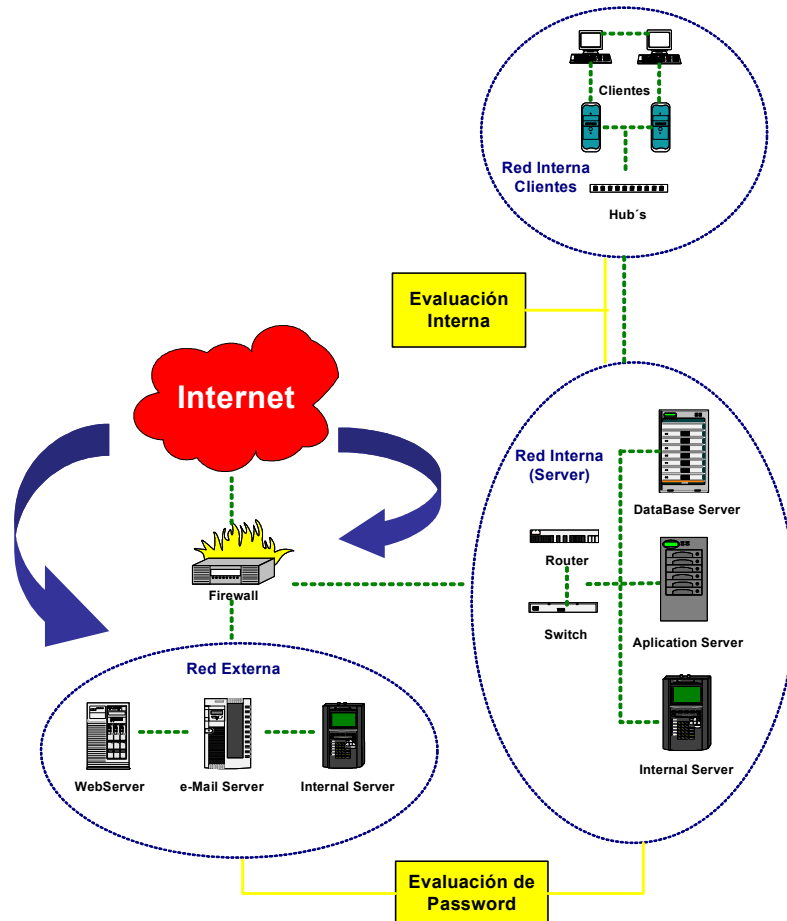 Clientes
Red Interna
Clientes
Hub´s
Evaluación
Interna
Internet
Red Interna
(Server)
DataBase Server
Router
Firewall
Switch
Aplication Server
Red Externa
WebServer
e-Mail Server
Internal Server
Internal Server
Evaluación de
Password